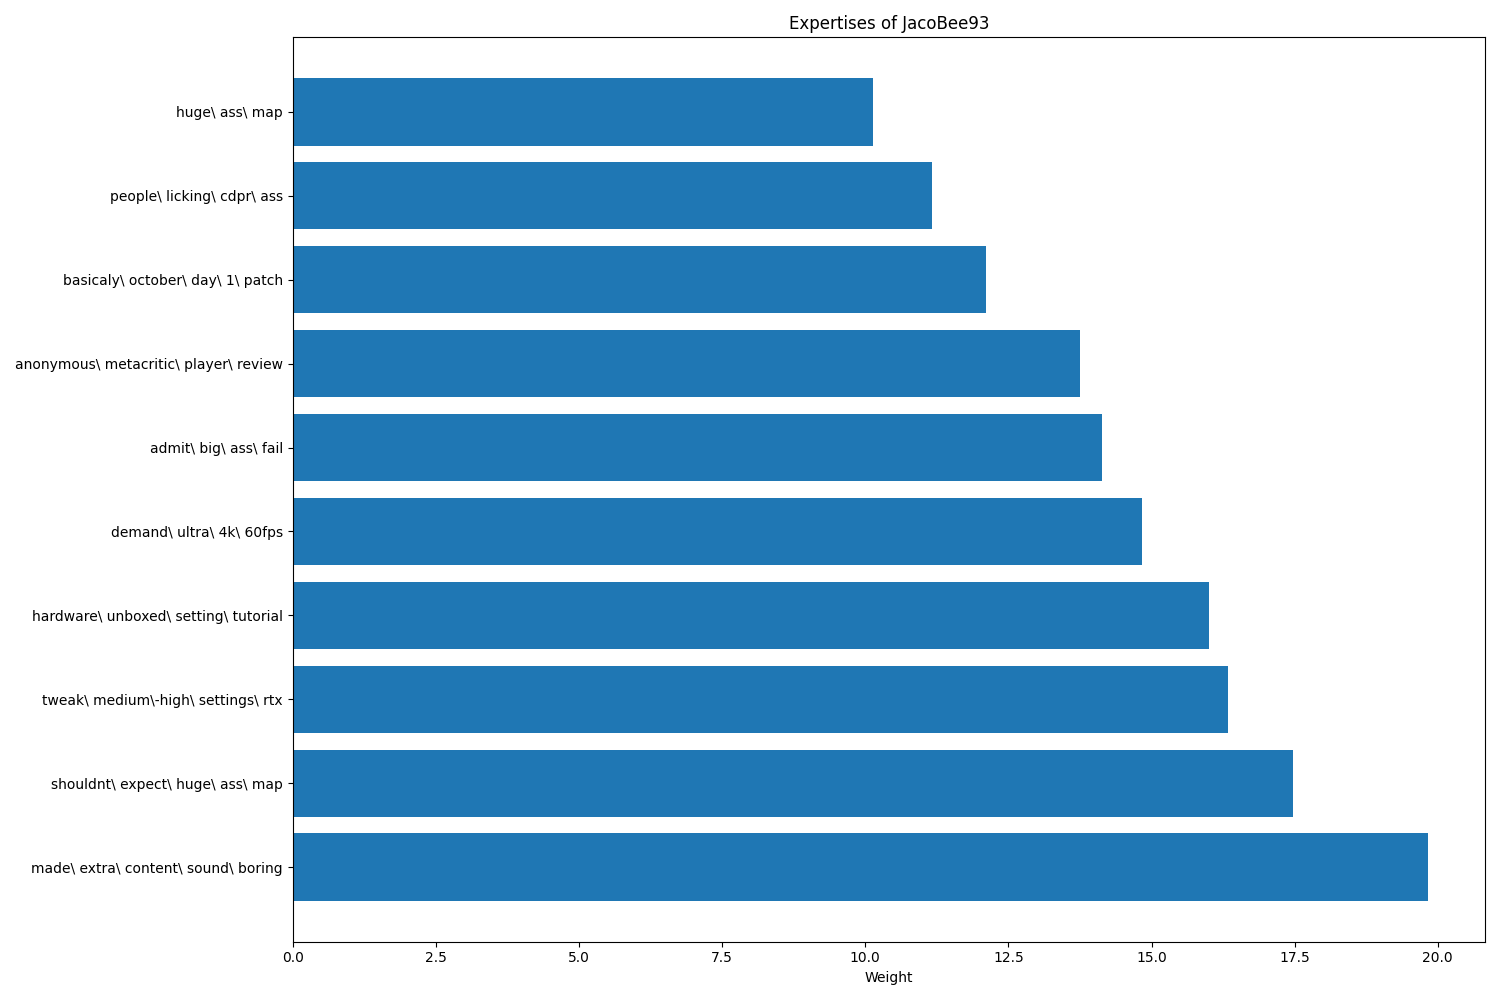 Expertises of JacoBee93
huge\ ass\ map
people\ licking\ cdpr\ ass
basicaly\ october\ day\ 1\ patch
anonymous\ metacritic\ player\ review
admit\ big\ ass\ fail
demand\ ultra\ 4k\ 60fps
hardware\ unboxed\ setting\ tutorial
tweak\ medium\-high\ settings\ rtx
shouldnt\ expect\ huge\ ass\ map
made\ extra\ content\ sound\ boring
0.0 2.5 5.0 7.5 10.0 12.5 15.0 17.5 20.0
Weight